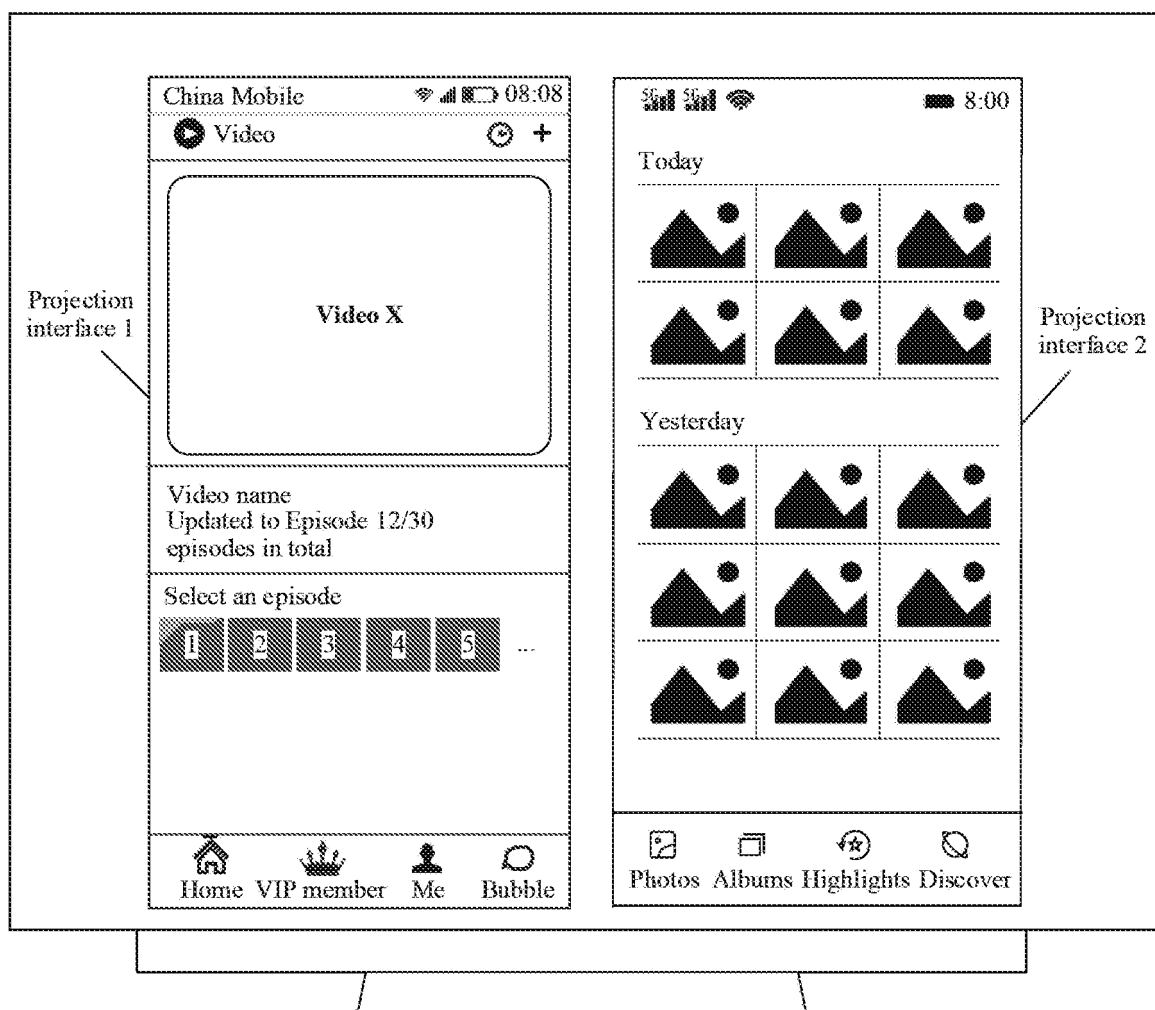 China Mobile 08:08
Video
Video X
Projection
interface 1
Video name
Updated to Episode 12/30
episodes in total
Select an episode
1 2 3 4 5 ...
Home VIP member Me Bubble
5G 5G 8:00
Today
Yesterday
Photos Albums Highlights Discover
Projection
interface 2